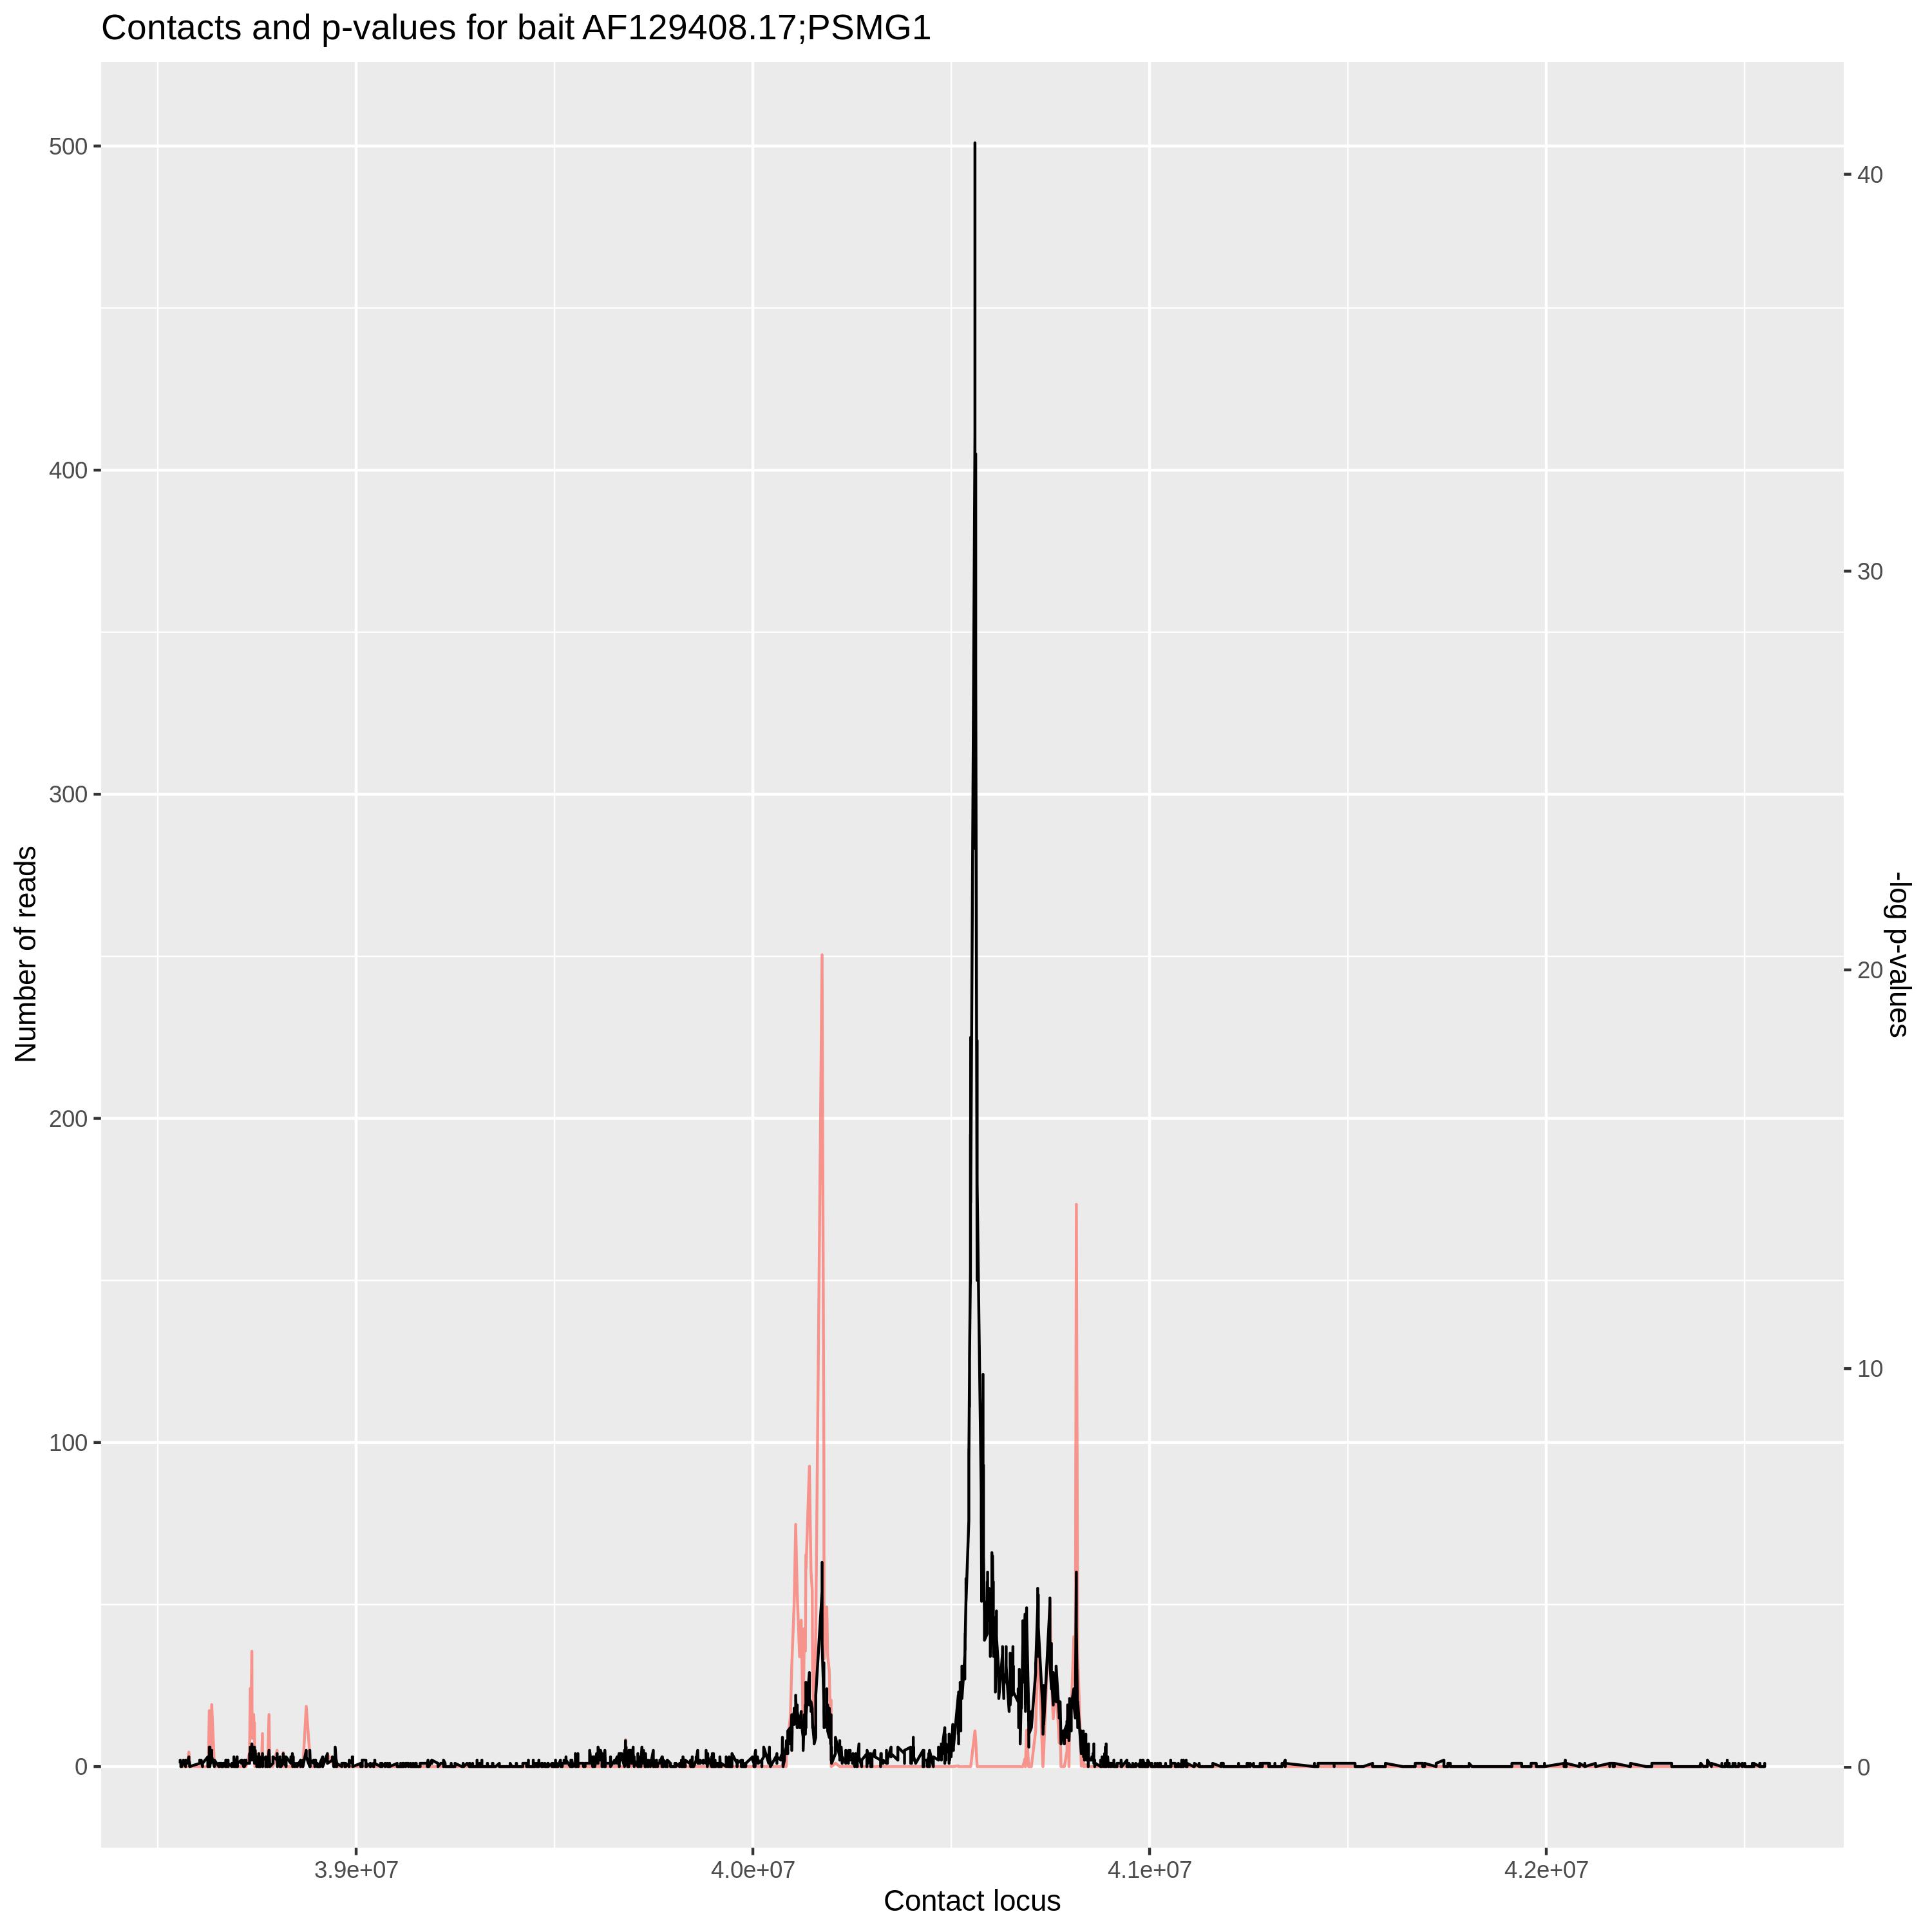 Contacts and p-values for bait AF129408.17;PSMG1
Number of reads
500
400
300
200
100
0
40
30
20
10
0
-log p-values
3.9e+07
4.0e+07
4.1e+07
4.2e+07
Contact locus